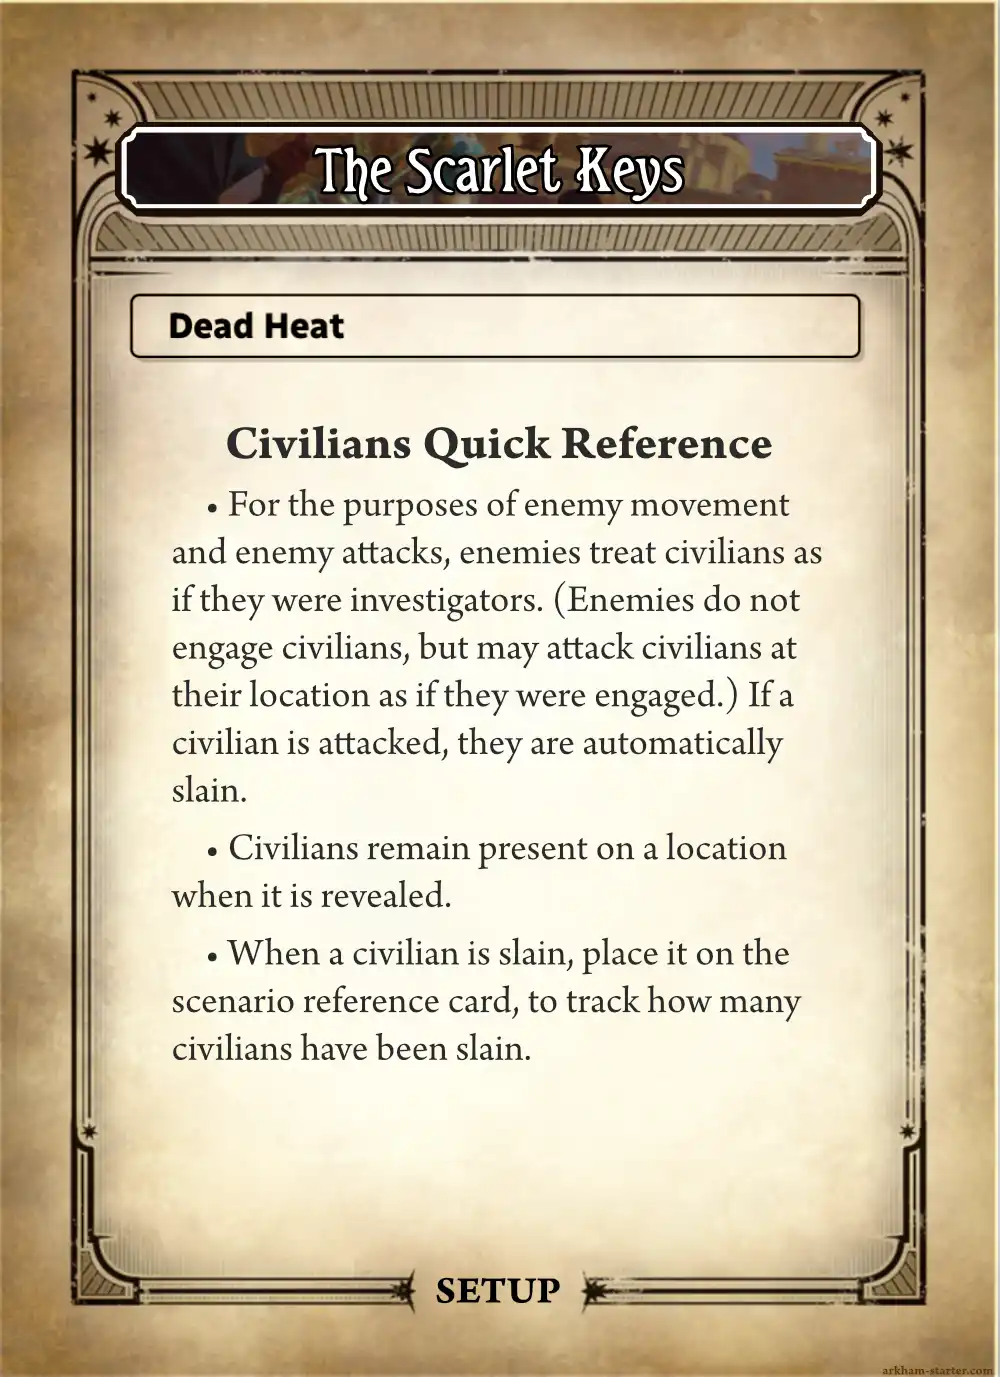 The Scarlet Keys
Dead Heat
Civilians Quick Reference
• For the purposes of enemy movement
and enemy attacks, enemies treat civilians as
if they were investigators. (Enemies do not
engage civilians, but may attack civilians at
their location as if they were engaged.) If a
civilian is attacked, they are automatically
slain.
• Civilians remain present on a location
when it is revealed.
• When a civilian is slain, place it on the
scenario reference card, to track how many
civilians have been slain.
SETUP
arkham-starter.com